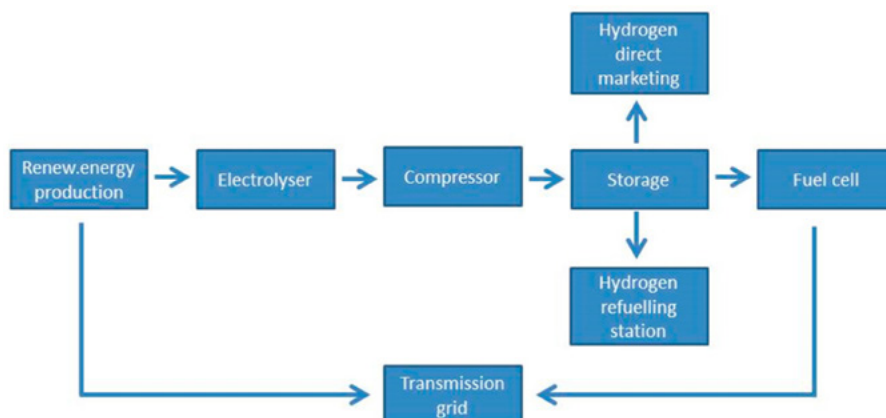 Hydrogen
direct
marketing
Renew.energy
production
Electrolyser
Compressor
Storage
Fuel cell
Hydrogen
refuelling
station
Transmission
grid